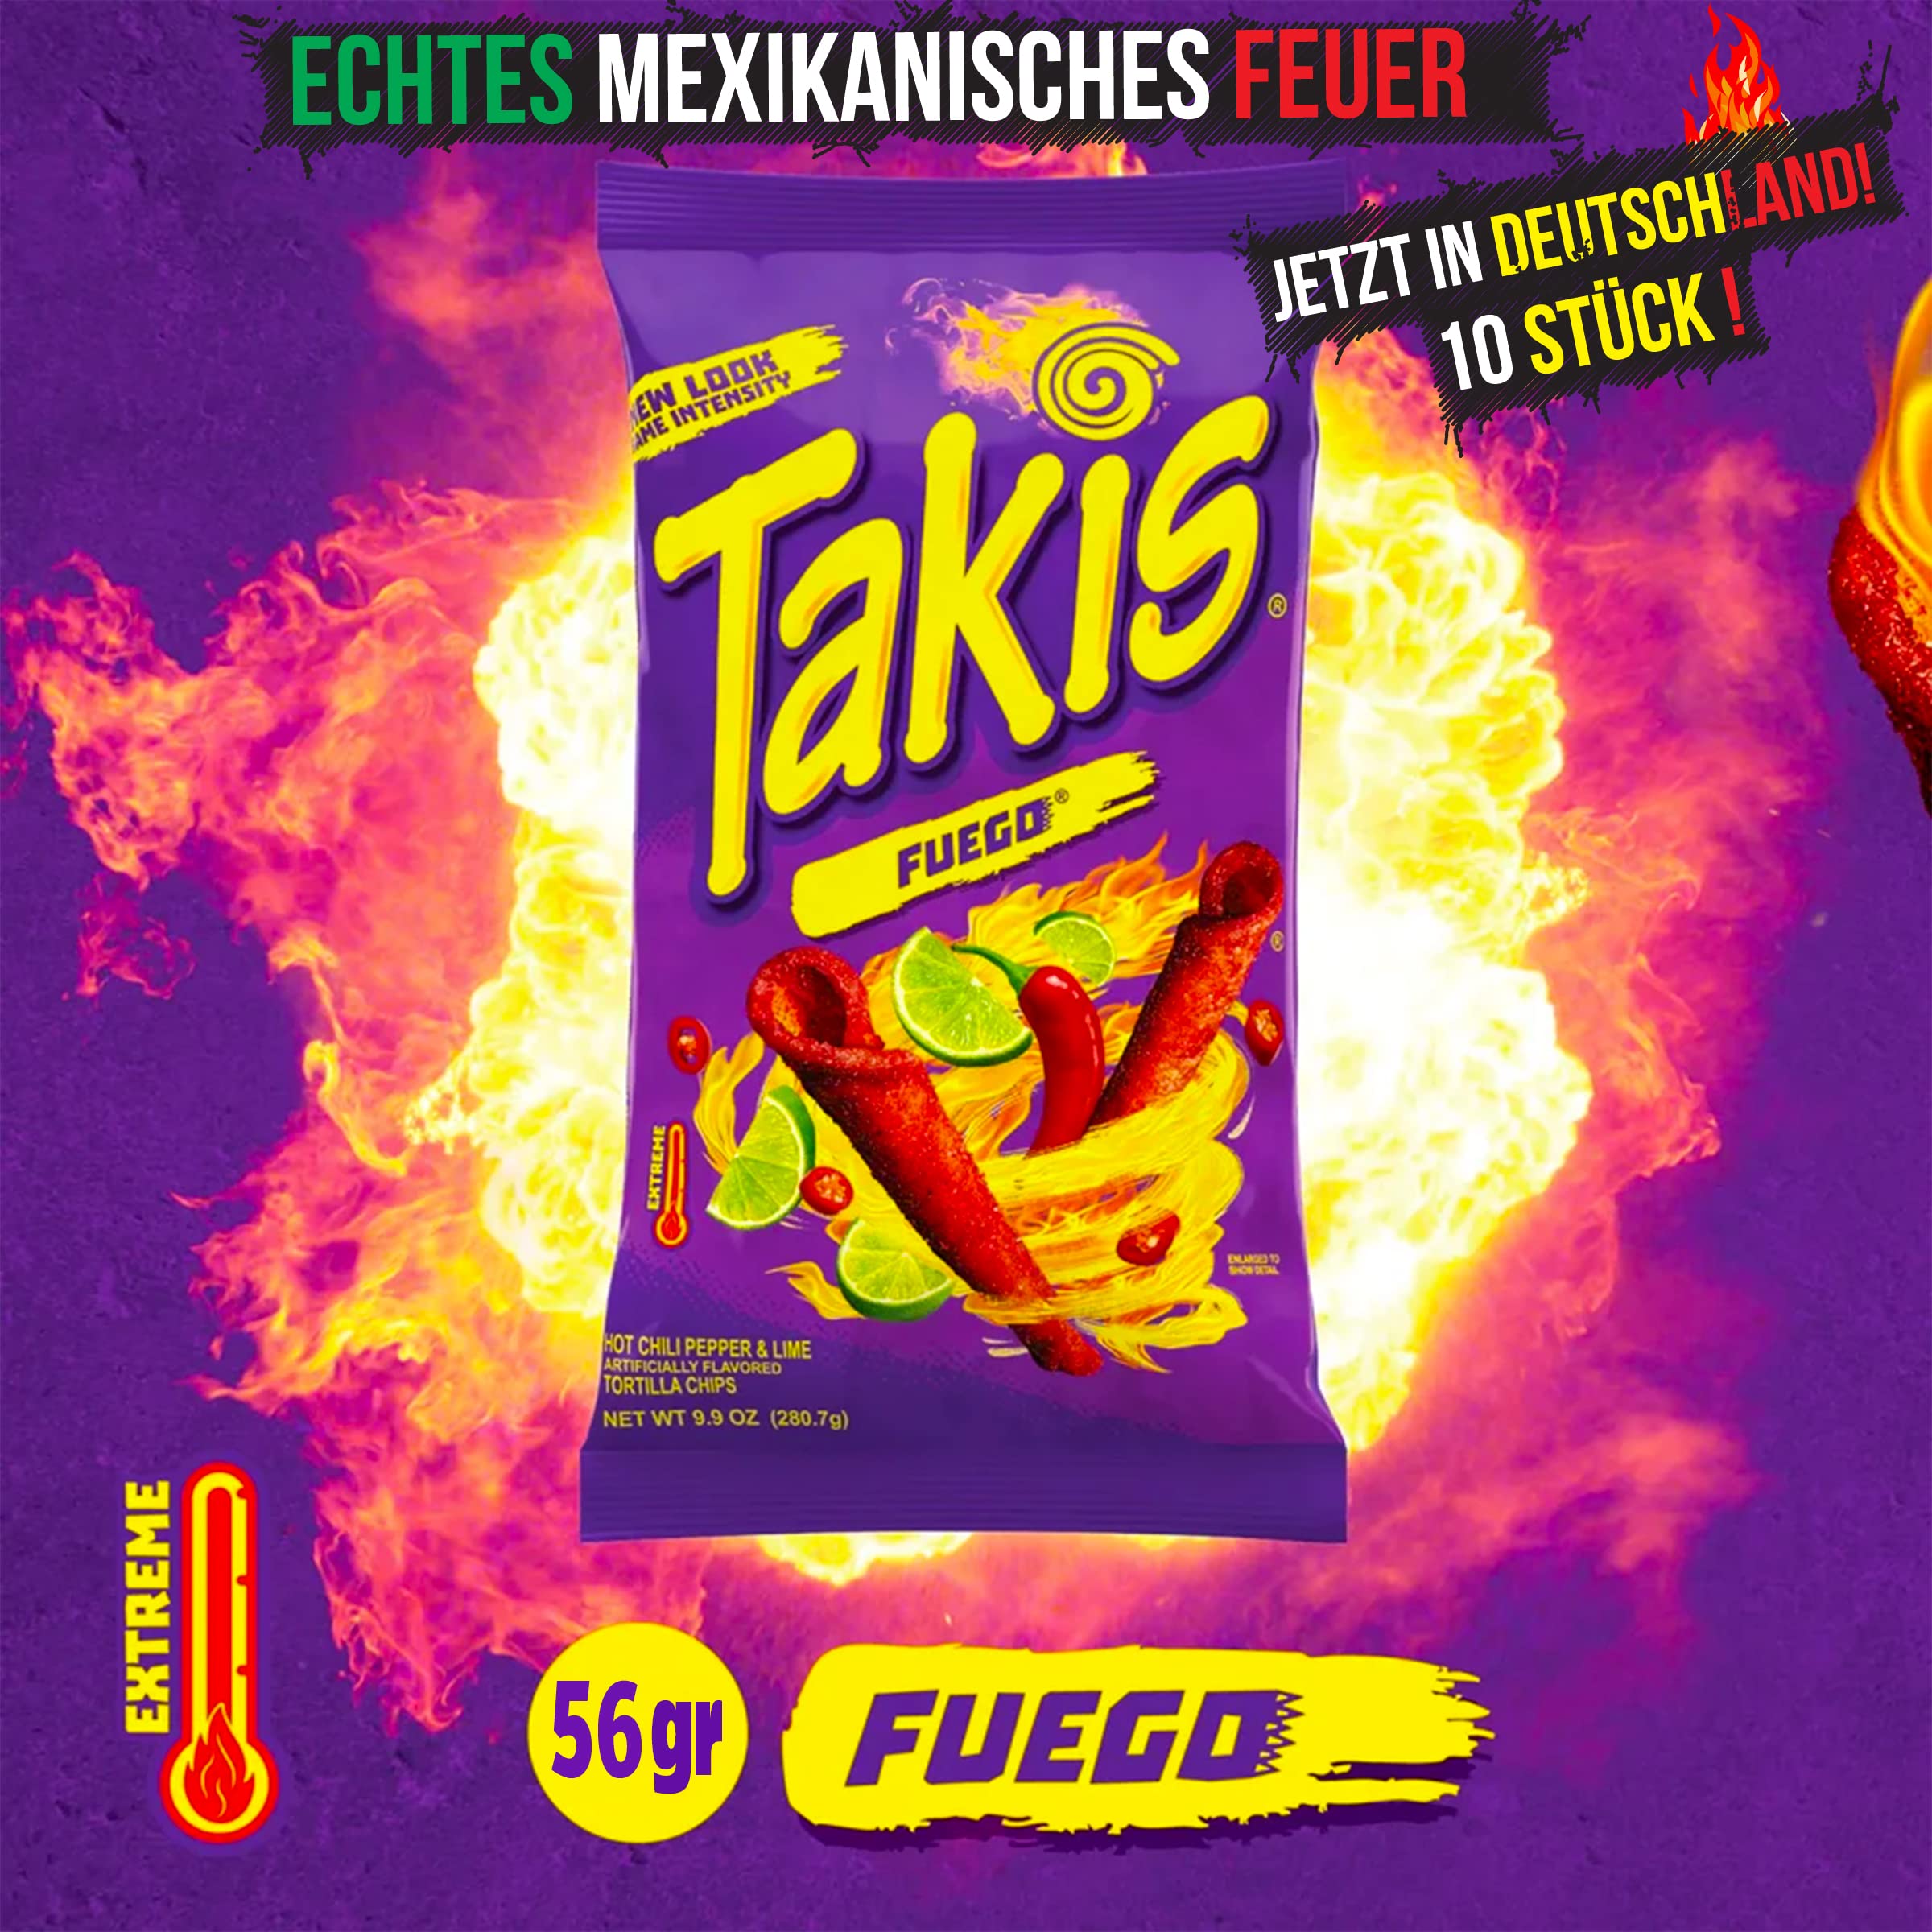 ECHTES MEXIKANISCHES FEUER
JETZT IN DEUTSCHLAND!
10 STÜCK !
NEW LOOK
SAME INTENSITY
Takis
®
FUEGO®
®
EXTREME
ENLARGED TO
SHOW DETAIL
HOT CHILI PEPPER & LIME
ARTIFICIALLY FLAVORED
TORTILLA CHIPS
NET WT 9.9 OZ (280.7g)
EXTREME
56gr
FUEGO